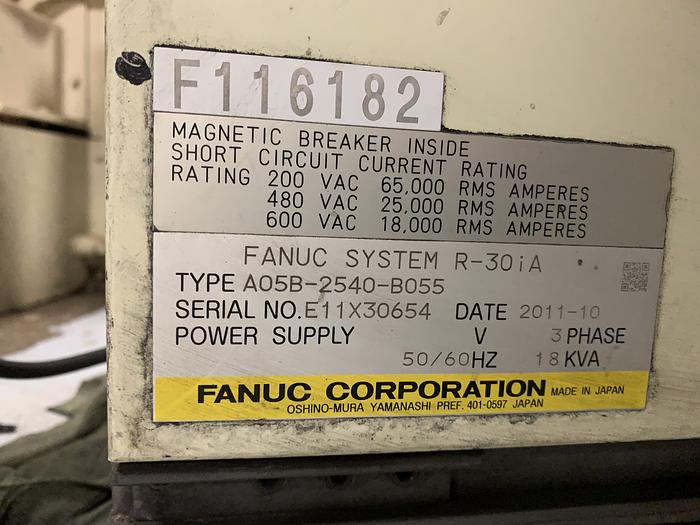 F116182
MAGNETIC BREAKER INSIDE
SHORT CIRCUIT CURRENT RATING
RATING 200 VAC 65,000 RMS AMPERES
480 VAC 25,000 RMS AMPERES
600 VAC 18,000 RMS AMPERES
FANUC SYSTEM R-30iA
TYPE A05B-2540-B055
SERIAL NO. E11X30654 DATE 2011-10
POWER SUPPLY V 3 PHASE
50/60 HZ 18 KVA
FANUC CORPORATION MADE IN JAPAN
OSHINO-MURA YAMANASHI PREF. 401-0597 JAPAN